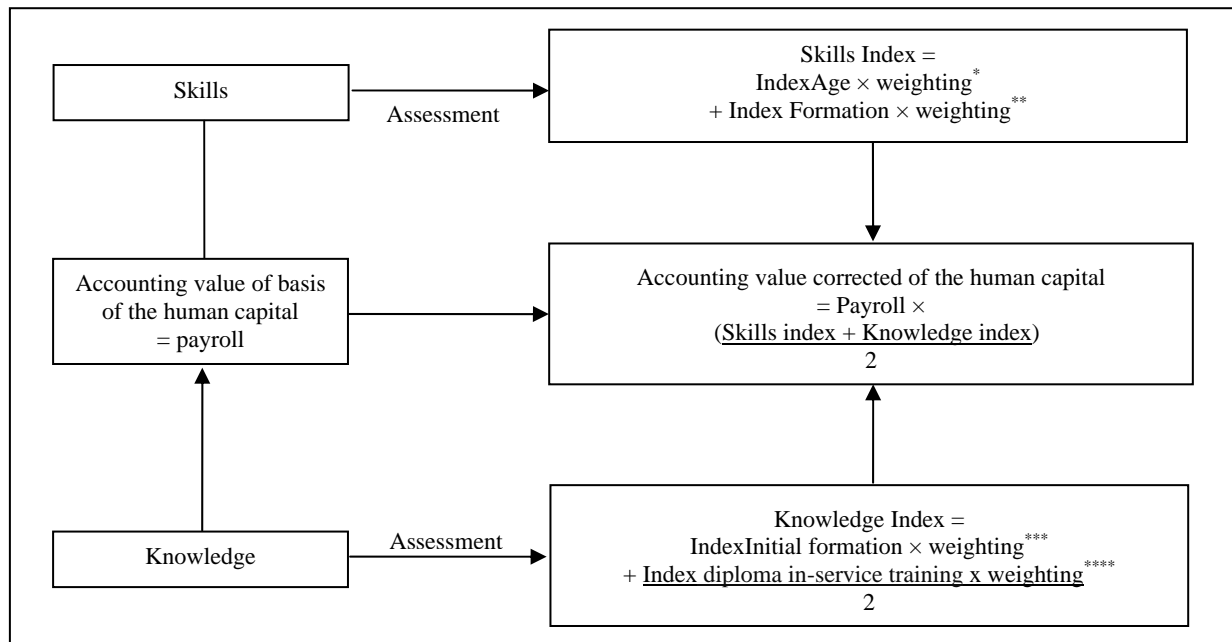 Skills
Assessment
Skills Index =
IndexAge × weighting*
+ Index Formation × weighting**
Accounting value of basis
of the human capital
= payroll
Accounting value corrected of the human capital
= Payroll ×
(Skills index + Knowledge index)
2
Knowledge
Assessment
Knowledge Index =
IndexInitial formation × weighting***
+ Index diploma in-service training x weighting****
2